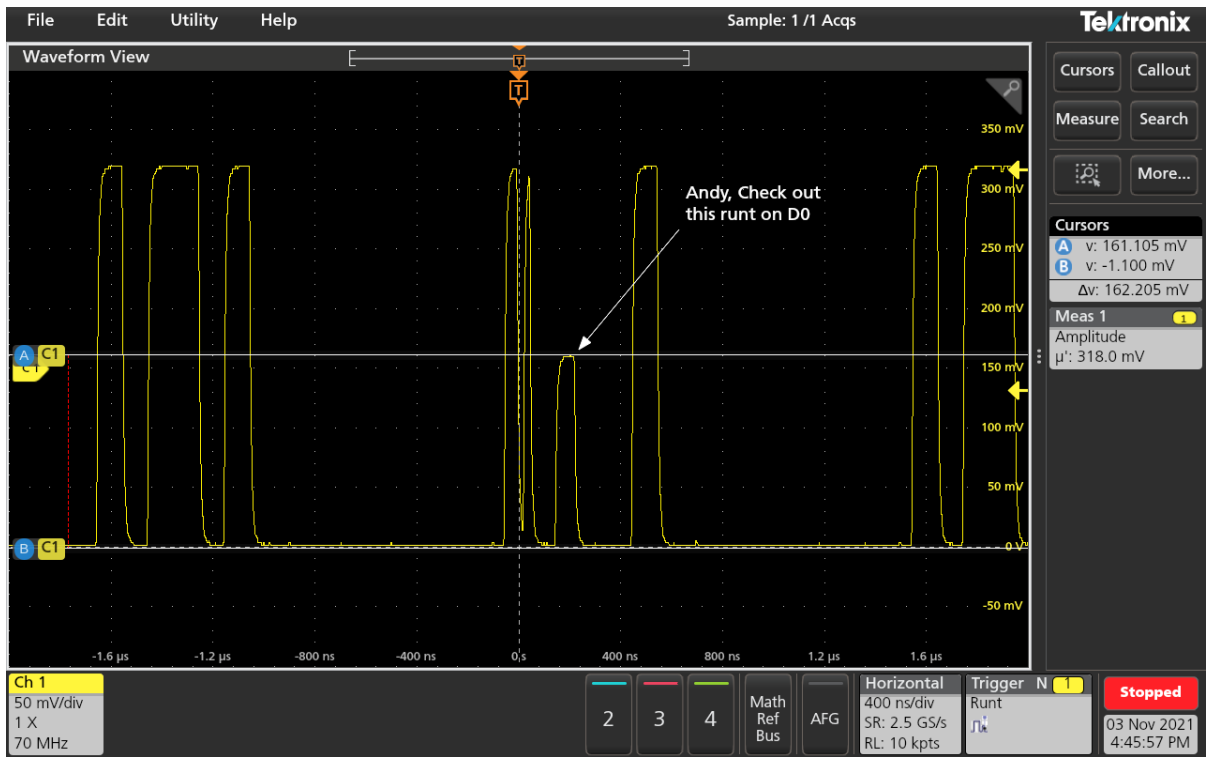 File Edit Utility Help Sample: 1 /1 Acqs Tektronix
Waveform View
T
T
350 mV
300 mV
250 mV
200 mV
150 mV
100 mV
50 mV
0 V
-50 mV
Andy, Check out
this runt on D0
A C1
C1
B C1
-1.6 µs -1.2 µs -800 ns -400 ns 0 s 400 ns 800 ns 1.2 µs 1.6 µs
Cursors Callout
Measure Search
More...
Cursors
A v: 161.105 mV
B v: -1.100 mV
Δv: 162.205 mV
Meas 1 1
Amplitude
µ': 318.0 mV
Ch 1
50 mV/div
1 X
70 MHz
2 3 4
Math
Ref
Bus
AFG
Horizontal
400 ns/div
SR: 2.5 GS/s
RL: 10 kpts
Trigger N 1
Runt
Stopped
03 Nov 2021
4:45:57 PM